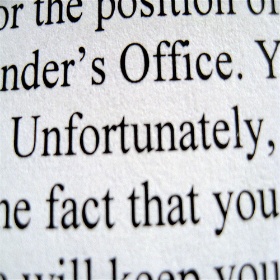 or the position of
nder's Office. Y
Unfortunately,
he fact that you
will keep you